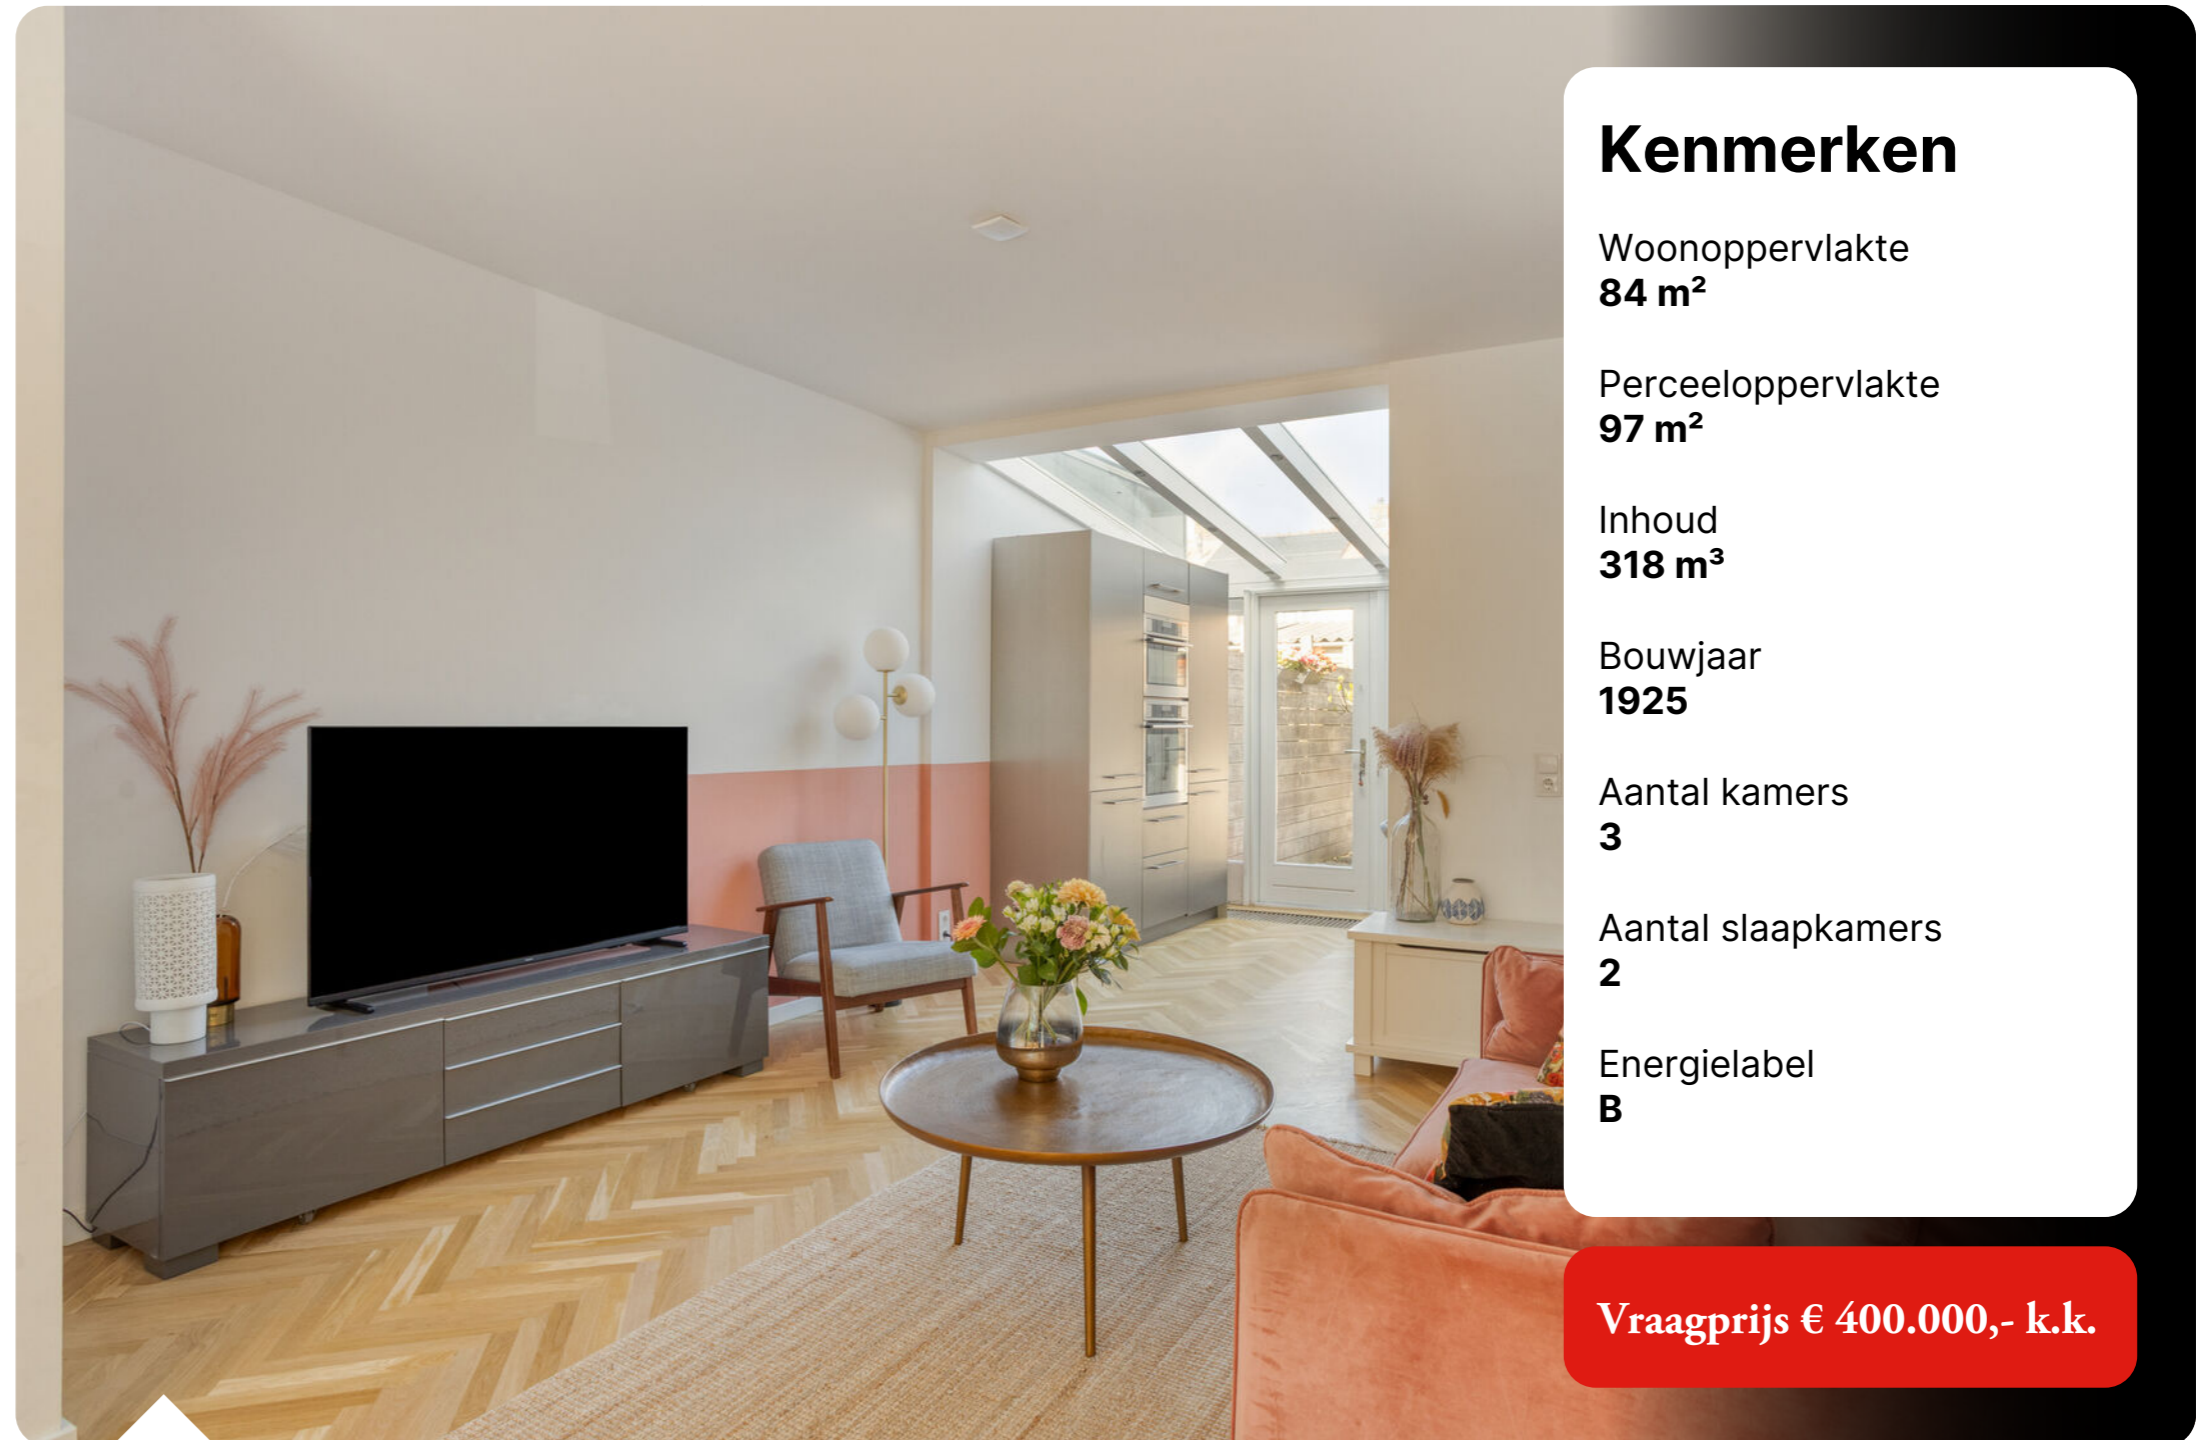 Kenmerken
Woonoppervlakte
84 m²
Perceeloppervlakte
97 m²
Inhoud
318 m³
Bouwjaar
1925
Aantal kamers
3
Aantal slaapkamers
2
Energielabel
B
Vraagprijs € 400.000,- k.k.